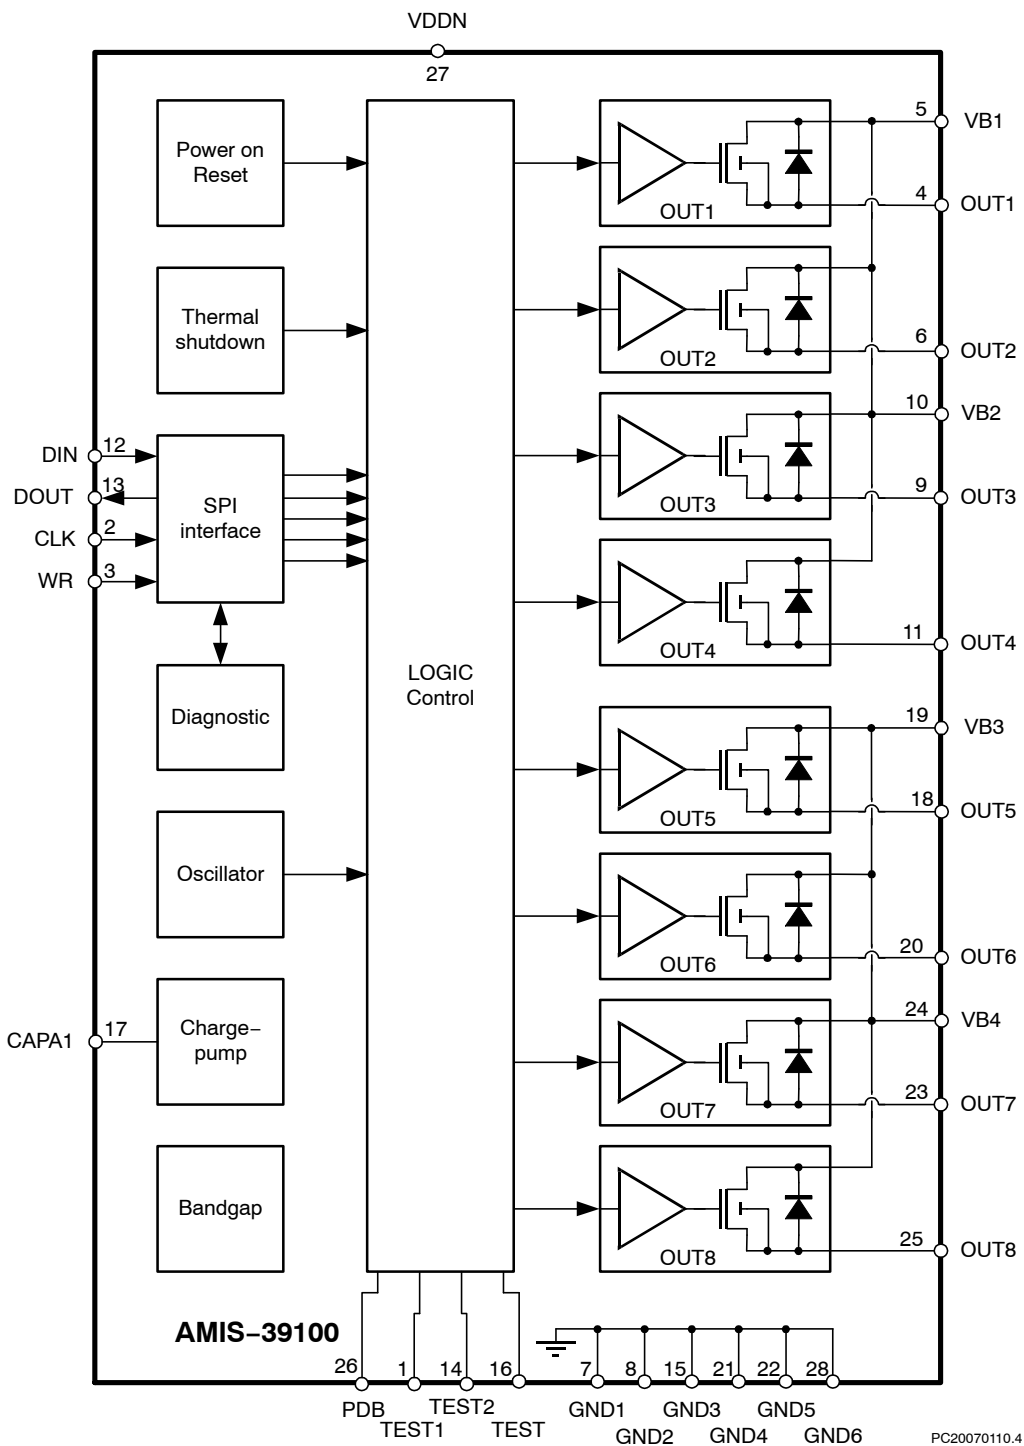 VDDN
27
Power on
Reset
Thermal
shutdown
DIN
12
DOUT
13
CLK
2
WR
3
SPI
interface
Diagnostic
Oscillator
CAPA1
17
Charge–
pump
Bandgap
LOGIC
Control
OUT1
5
VB1
4
OUT1
OUT2
6
OUT2
OUT3
10
VB2
9
OUT3
OUT4
11
OUT4
OUT5
19
VB3
18
OUT5
OUT6
20
OUT6
OUT7
24
VB4
23
OUT7
OUT8
25
OUT8
AMIS–39100
26
1
14
16
7
8
15
21
22
28
PDB
TEST1
TEST2
TEST
GND1
GND2
GND3
GND4
GND5
GND6
PC20070110.4